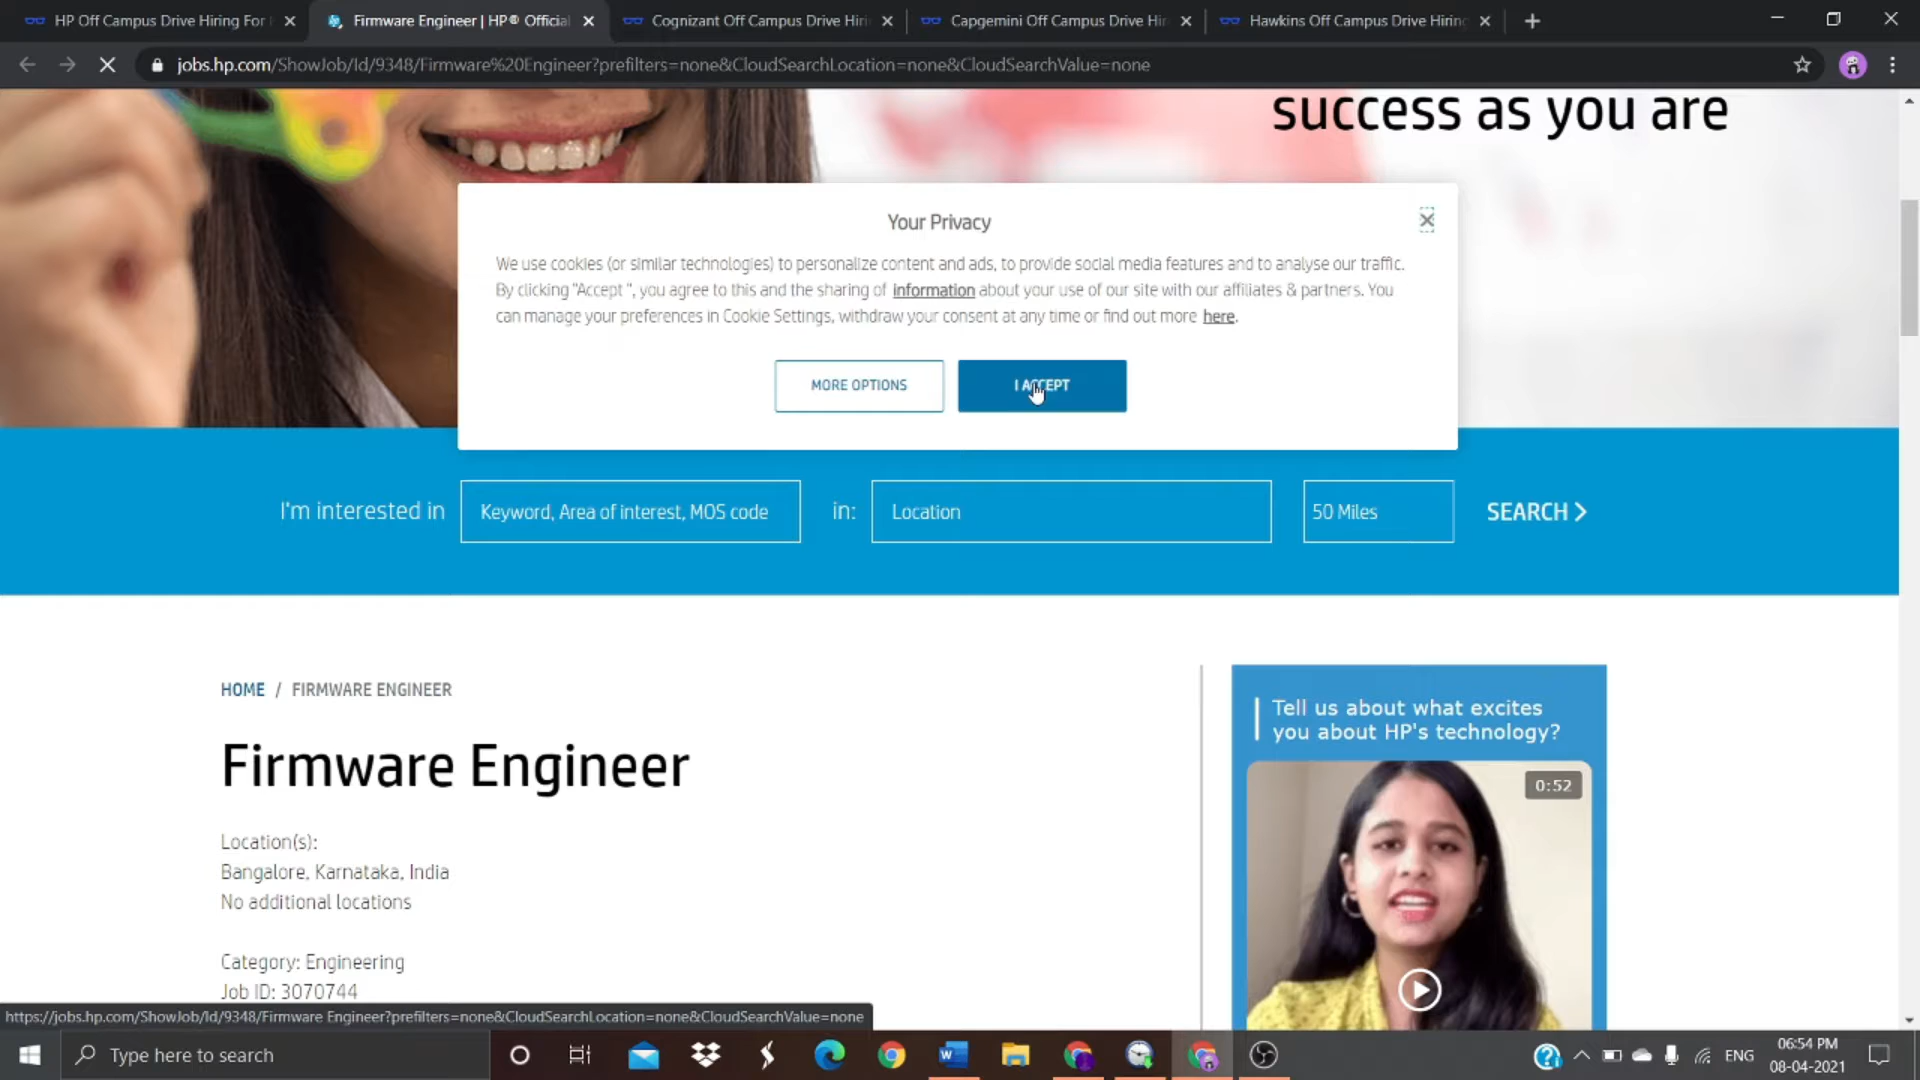 HP Off Campus Drive Hiring For
Firmware Engineer | HP® Official
Cognizant Off Campus Drive Hiri
Capgemini Off Campus Drive Hir
Hawkins Off Campus Drive Hiring
jobs.hp.com/ShowJob/Id/9348/Firmware%20Engineer?prefilters=none&CloudSearchLocation=none&CloudSearchValue=none
success as you are
Your Privacy
We use cookies (or similar technologies) to personalize content and ads, to provide social media features and to analyse our traffic.
By clicking "Accept ", you agree to this and the sharing of information about your use of our site with our affiliates & partners. You
can manage your preferences in Cookie Settings, withdraw your consent at any time or find out more here.
MORE OPTIONS
I ACCEPT
I'm interested in
Keyword, Area of interest, MOS code
in:
Location
50 Miles
SEARCH
HOME / FIRMWARE ENGINEER
Firmware Engineer
Location(s):
Bangalore, Karnataka, India
No additional locations
Category: Engineering
Job ID: 3070744
Tell us about what excites
you about HP's technology?
0:52
https://jobs.hp.com/ShowJob/Id/9348/Firmware Engineer?prefilters=none&CloudSearchLocation=none&CloudSearchValue=none
Type here to search
ENG
06:54 PM
08-04-2021